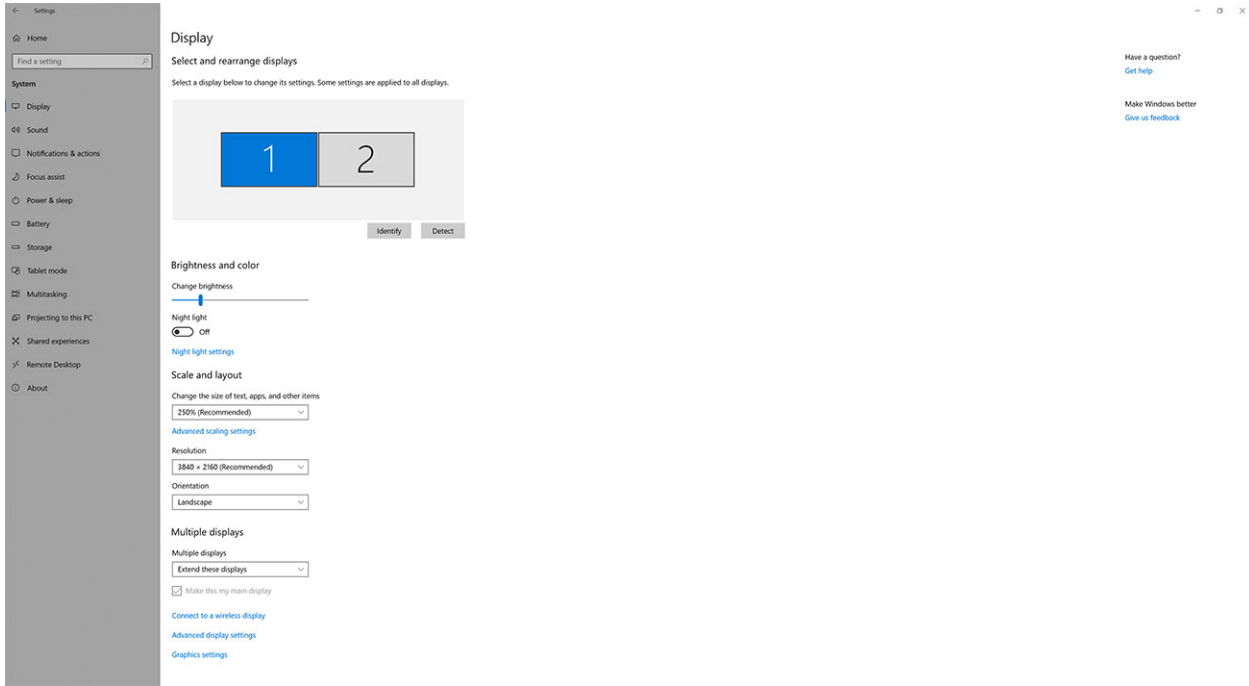 Settings
Home
Find a setting
System
Display
Sound
Notifications & actions
Focus assist
Power & sleep
Battery
Storage
Tablet mode
Multitasking
Projecting to this PC
Shared experiences
Remote Desktop
About
Display
Select and rearrange displays
Select a display below to change its settings. Some settings are applied to all displays.
1 2
Identify Detect
Brightness and color
Change brightness
Night light
Off
Night light settings
Scale and layout
Change the size of text, apps, and other items
250% (Recommended)
Advanced scaling settings
Resolution
3840 × 2160 (Recommended)
Orientation
Landscape
Multiple displays
Multiple displays
Extend these displays
Make this my main display
Connect to a wireless display
Advanced display settings
Graphics settings
Have a question?
Get help
Make Windows better
Give us feedback